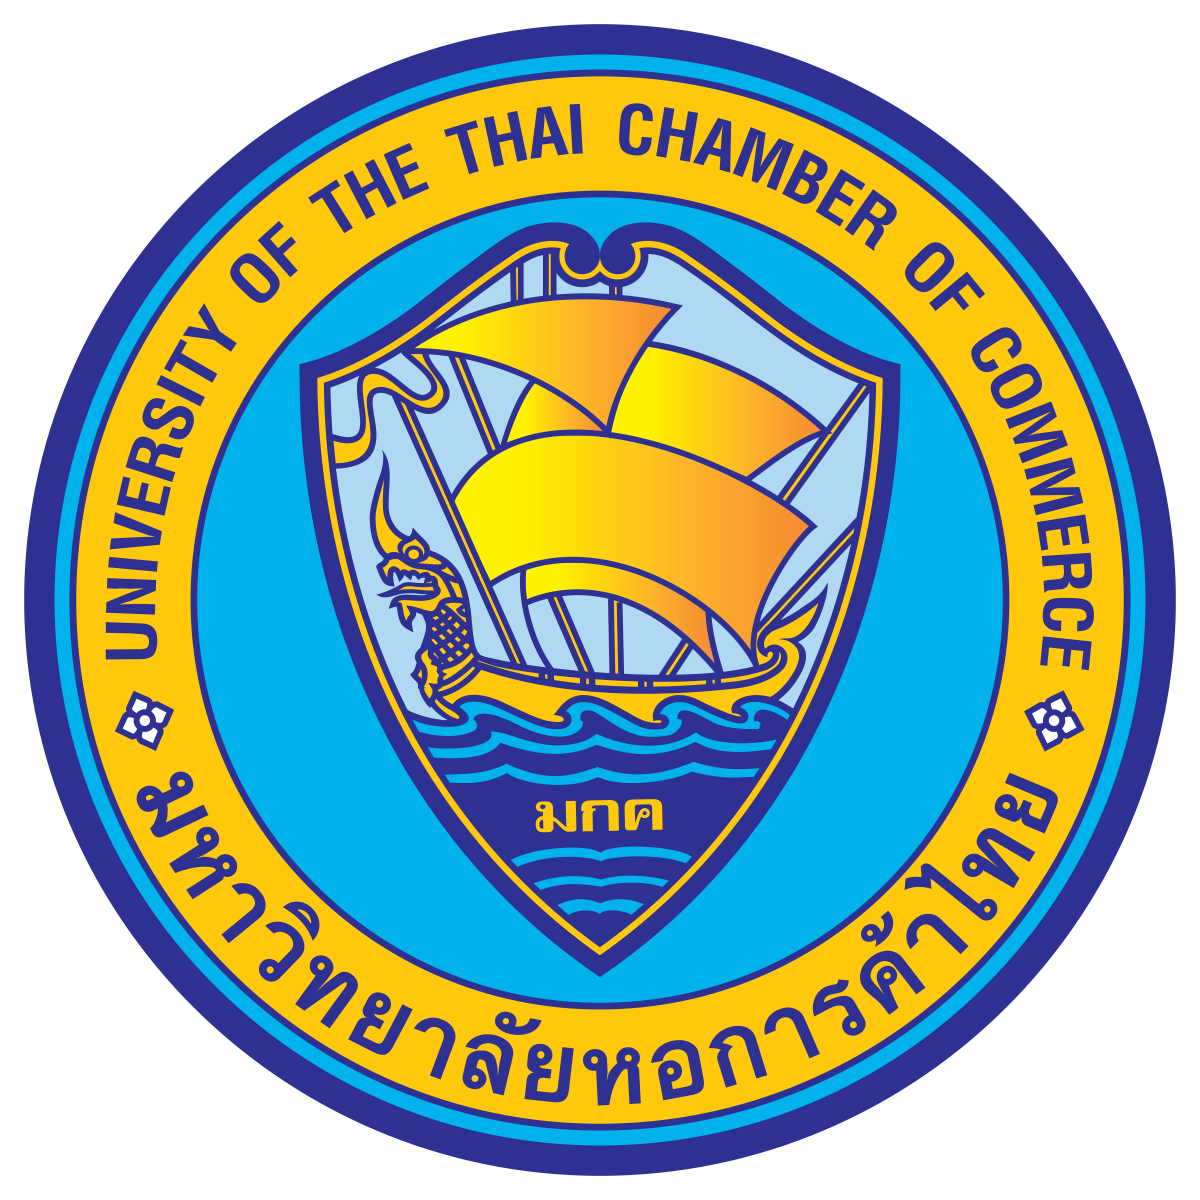 UNIVERSITY OF THE THAI CHAMBER OF COMMERCE
มกค
มหาวิทยาลัยหอการค้าไทย